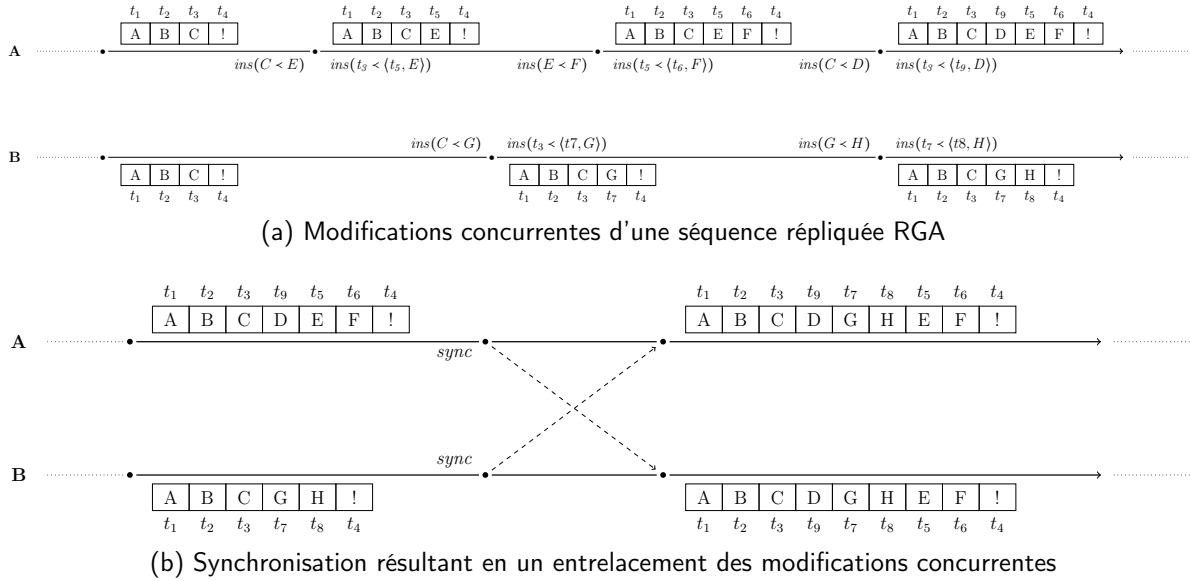 t₁ t₂ t₃ t₄ t₁ t₂ t₃ t₅ t₄ t₁ t₂ t₃ t₅ t₆ t₄ t₁ t₂ t₃ t₉ t₅ t₆ t₄
A B C ! A B C E ! A B C E F ! A B C D E F !
A
ins(C ≺ E) ins(t₃ ≺ ⟨t₅, E⟩) ins(E ≺ F) ins(t₅ ≺ ⟨t₆, F⟩) ins(C ≺ D) ins(t₃ ≺ ⟨t₉, D⟩)
ins(C ≺ G) ins(t₃ ≺ ⟨t7, G⟩) ins(G ≺ H) ins(t₇ ≺ ⟨t8, H⟩)
B
A B C ! A B C G ! A B C G H !
t₁ t₂ t₃ t₄ t₁ t₂ t₃ t₇ t₄ t₁ t₂ t₃ t₇ t₈ t₄
(a) Modifications concurrentes d'une séquence répliquée RGA
t₁ t₂ t₃ t₉ t₅ t₆ t₄ t₁ t₂ t₃ t₉ t₇ t₈ t₅ t₆ t₄
A B C D E F ! A B C D G H E F !
A
sync
sync
B
A B C G H ! A B C D G H E F !
t₁ t₂ t₃ t₇ t₈ t₄ t₁ t₂ t₃ t₉ t₇ t₈ t₅ t₆ t₄
(b) Synchronisation résultant en un entrelacement des modifications concurrentes